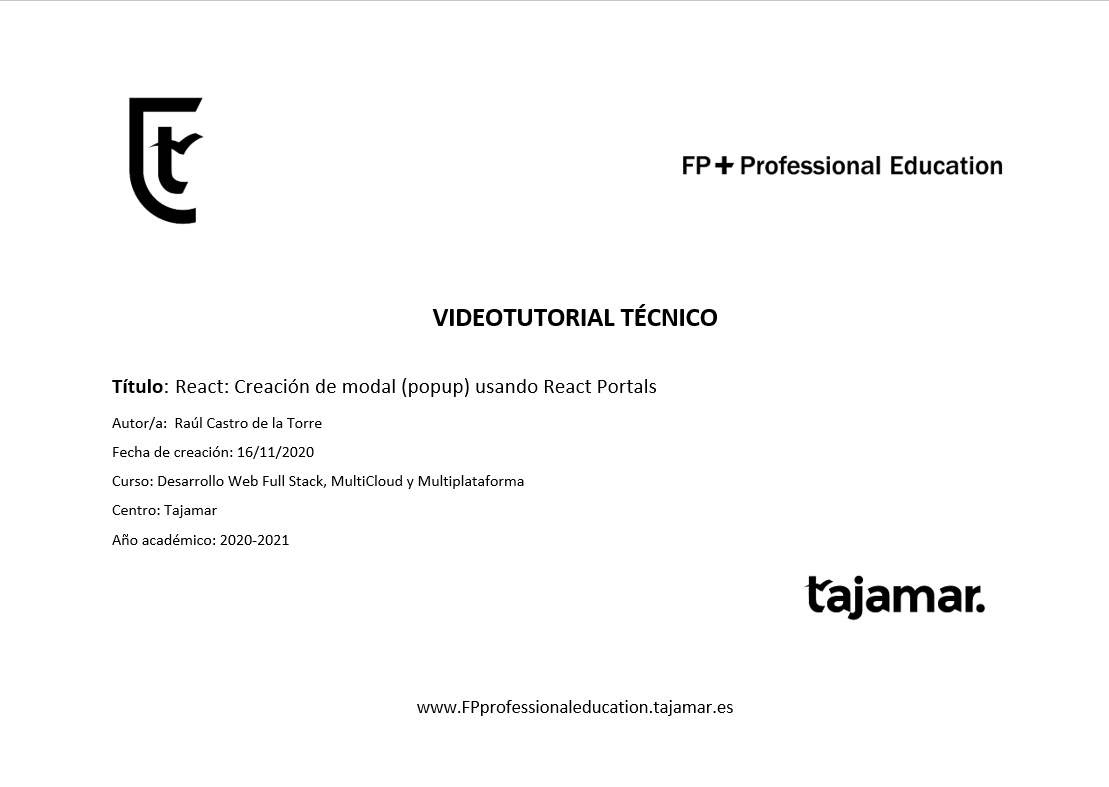 FP+Professional Education
VIDEOTUTORIAL TÉCNICO
Título: React: Creación de modal (popup) usando React Portals
Autor/a: Raúl Castro de la Torre
Fecha de creación: 16/11/2020
Curso: Desarrollo Web Full Stack, MultiCloud y Multiplataforma
Centro: Tajamar
Año académico: 2020-2021
tajamar.
www.FPprofessionaleducation.tajamar.es